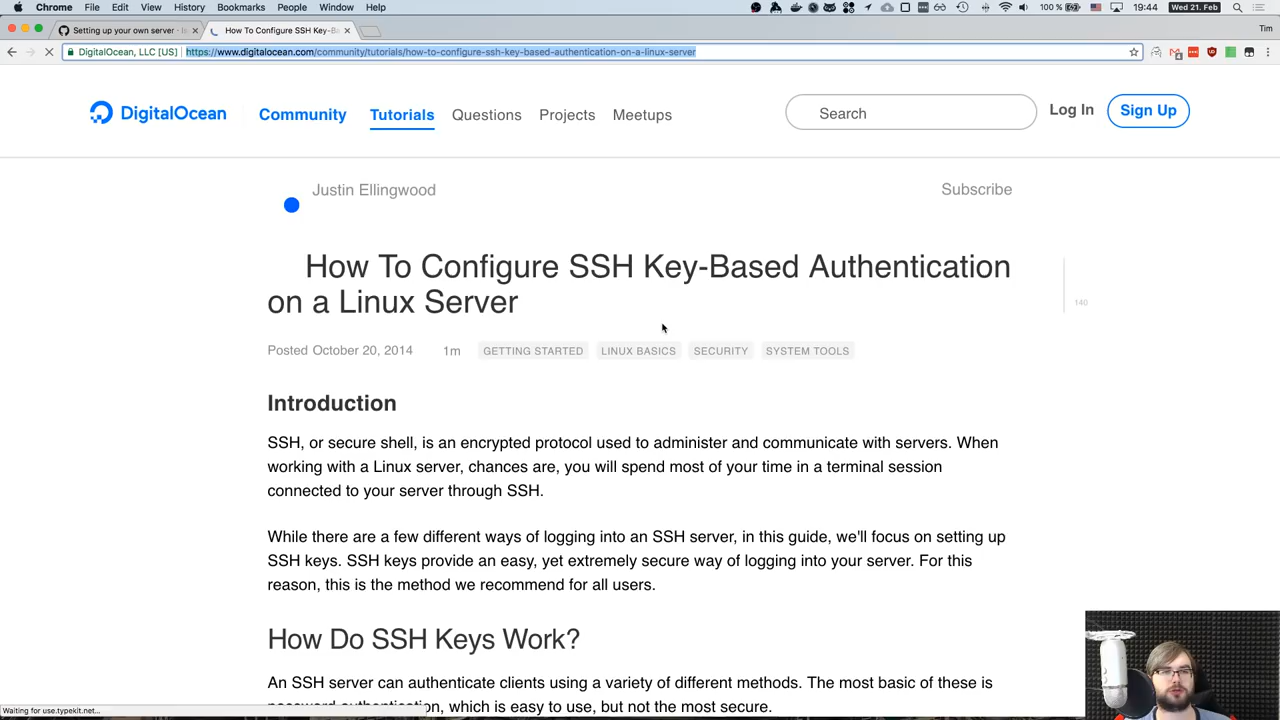 Chrome File Edit View History Bookmarks People Window Help 100% 19:44 Wed 21. Feb
Setting up your own server · How To Configure SSH Key-B Tim
DigitalOcean, LLC [US] https://www.digitalocean.com/community/tutorials/how-to-configure-ssh-key-based-authentication-on-a-linux-server
DigitalOcean Community Tutorials Questions Projects Meetups Search Log In Sign Up
Justin Ellingwood Subscribe
How To Configure SSH Key-Based Authentication
on a Linux Server
140
Posted October 20, 2014 1m GETTING STARTED LINUX BASICS SECURITY SYSTEM TOOLS
Introduction
SSH, or secure shell, is an encrypted protocol used to administer and communicate with servers. When
working with a Linux server, chances are, you will spend most of your time in a terminal session
connected to your server through SSH.
While there are a few different ways of logging into an SSH server, in this guide, we'll focus on setting up
SSH keys. SSH keys provide an easy, yet extremely secure way of logging into your server. For this
reason, this is the method we recommend for all users.
How Do SSH Keys Work?
An SSH server can authenticate clients using a variety of different methods. The most basic of these is
password authentication, which is easy to use, but not the most secure.
Waiting for use.typekit.net...